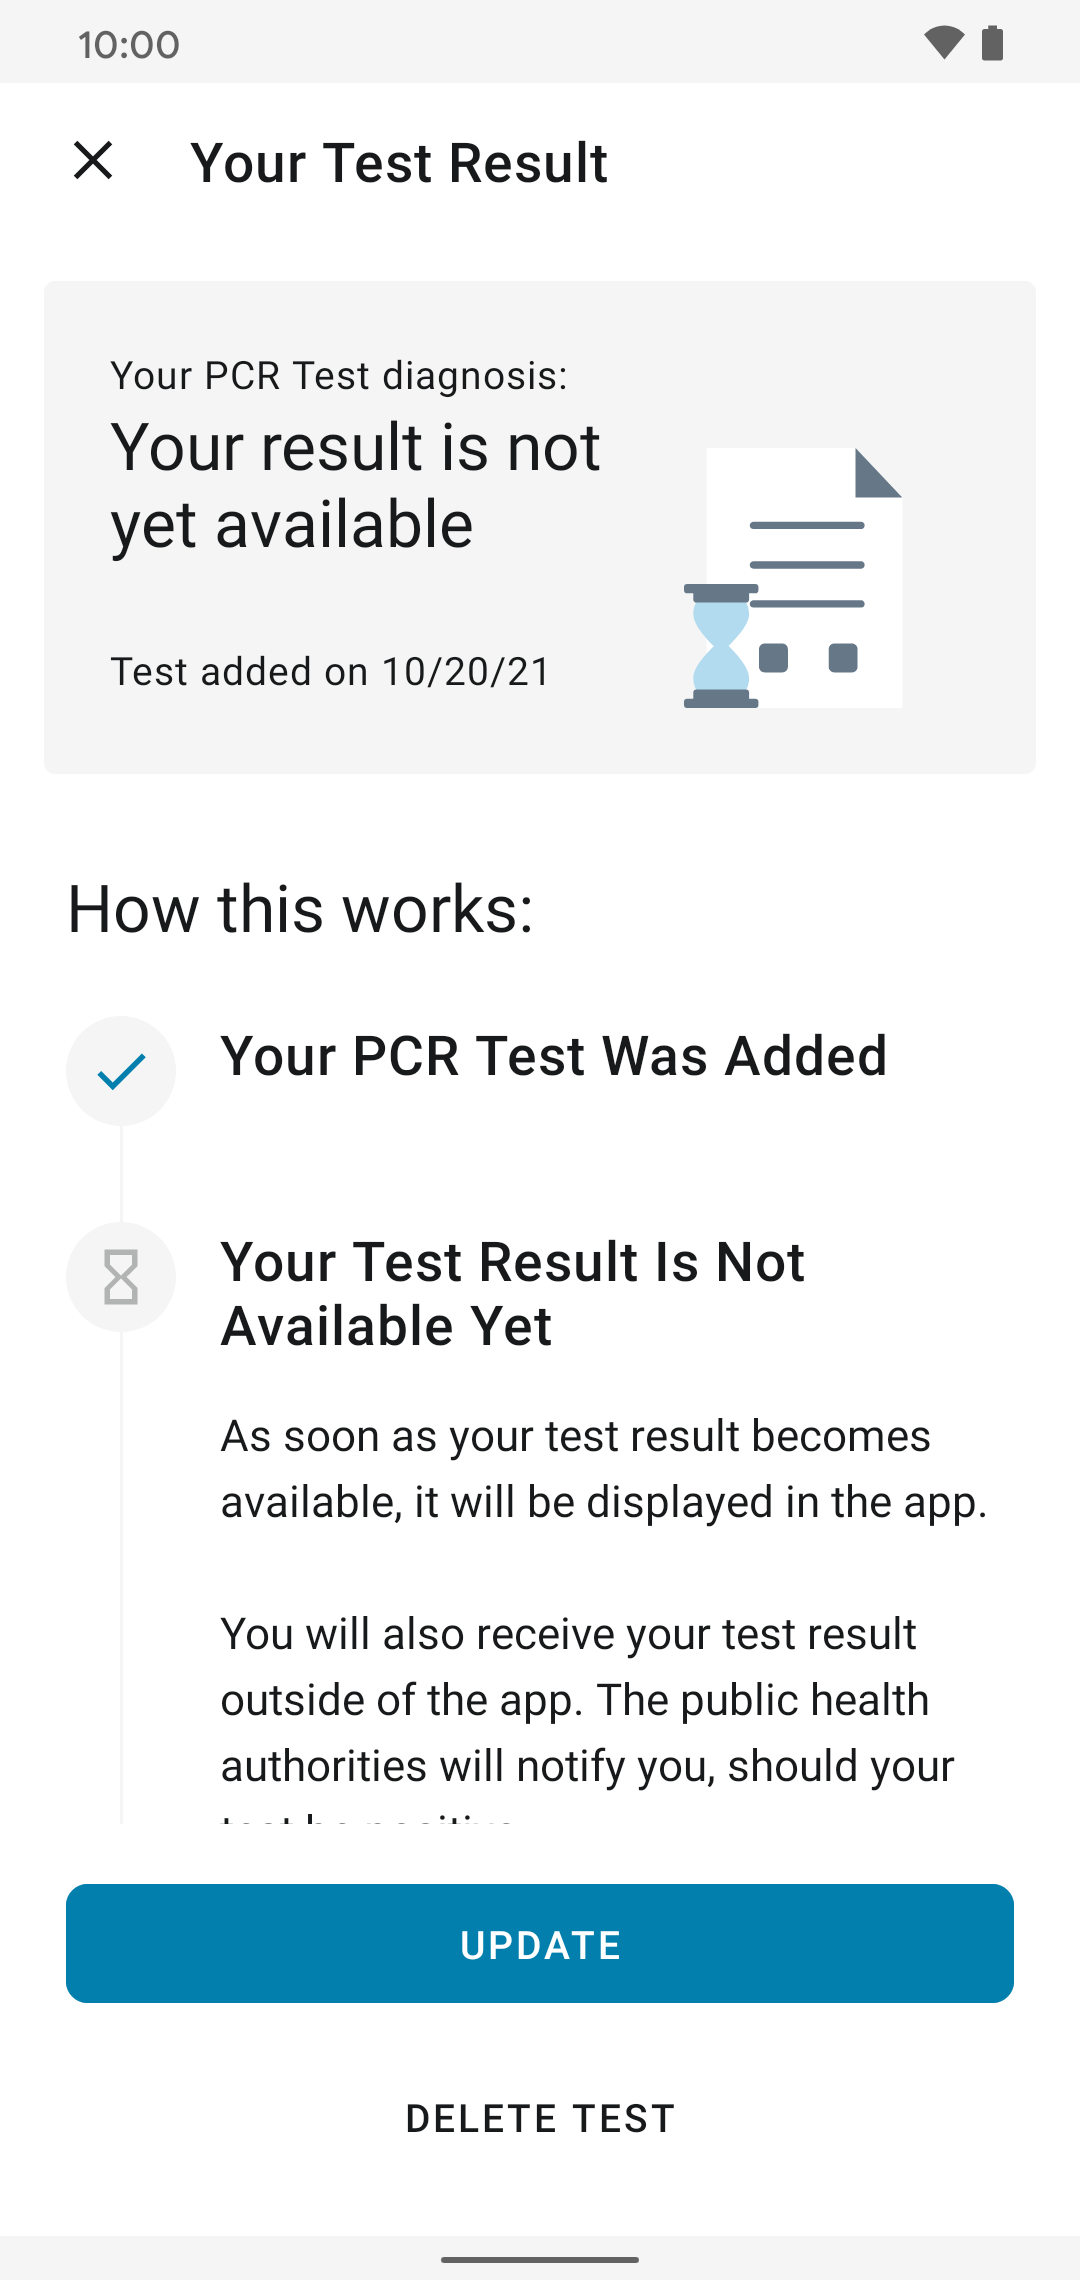 10:00
Your Test Result
Your PCR Test diagnosis:
Your result is not
yet available
Test added on 10/20/21
How this works:
Your PCR Test Was Added
Your Test Result Is Not
Available Yet
As soon as your test result becomes
available, it will be displayed in the app.
You will also receive your test result
outside of the app. The public health
authorities will notify you, should your
UPDATE
DELETE TEST